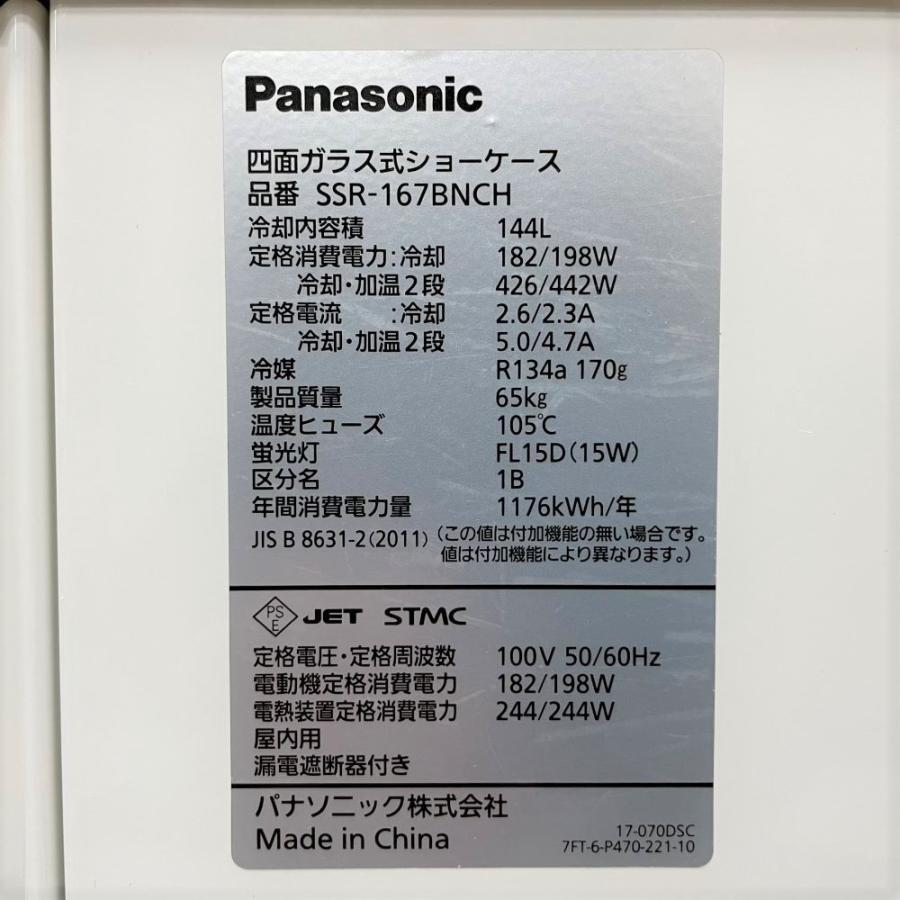 Panasonic
四面ガラス式ショーケース
品番 SSR-167BNCH
冷却内容積 144L
定格消費電力:冷却 182/198W
冷却・加温2段 426/442W
定格電流 :冷却 2.6/2.3A
冷却・加温2段 5.0/4.7A
冷媒 R134a 170g
製品質量 65kg
温度ヒューズ 105℃
蛍光灯 FL15D(15W)
区分名 1B
年間消費電力量 1176kWh/年
JIS B 8631-2(2011) (この値は付加機能の無い場合です。
値は付加機能により異なります。)
PS
E JET STMC
定格電圧・定格周波数 100V 50/60Hz
電動機定格消費電力 182/198W
電熱装置定格消費電力 244/244W
屋内用
漏電遮断器付き
パナソニック株式会社
Made in China
17-070DSC
7FT-6-P470-221-10